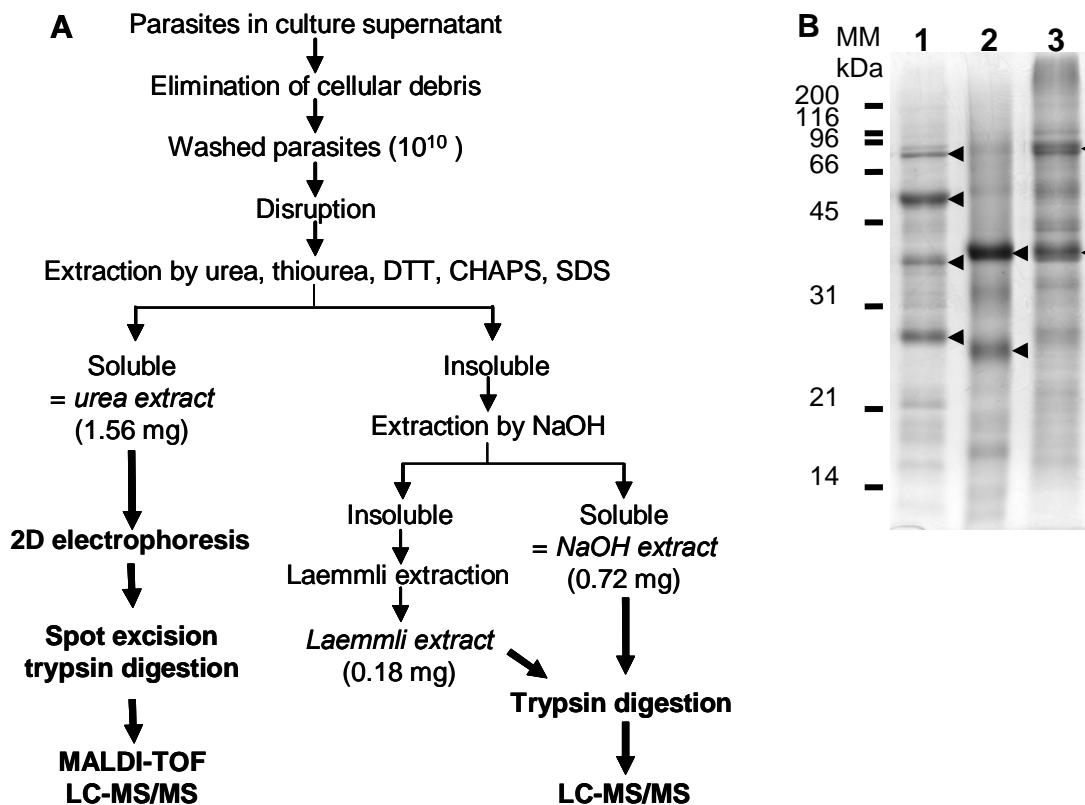 A
Parasites in culture supernatant
Elimination of cellular debris
Washed parasites (10¹⁰ )
Disruption
Extraction by urea, thiourea, DTT, CHAPS, SDS
Soluble
= urea extract
(1.56 mg)
2D electrophoresis
Spot excision
trypsin digestion
MALDI-TOF
LC-MS/MS
Insoluble
Extraction by NaOH
Insoluble
Laemmli extraction
Laemmli extract
(0.18 mg)
Soluble
= NaOH extract
(0.72 mg)
Trypsin digestion
LC-MS/MS
B
MM
kDa
1 2 3
200
116
96
66
45
31
21
14